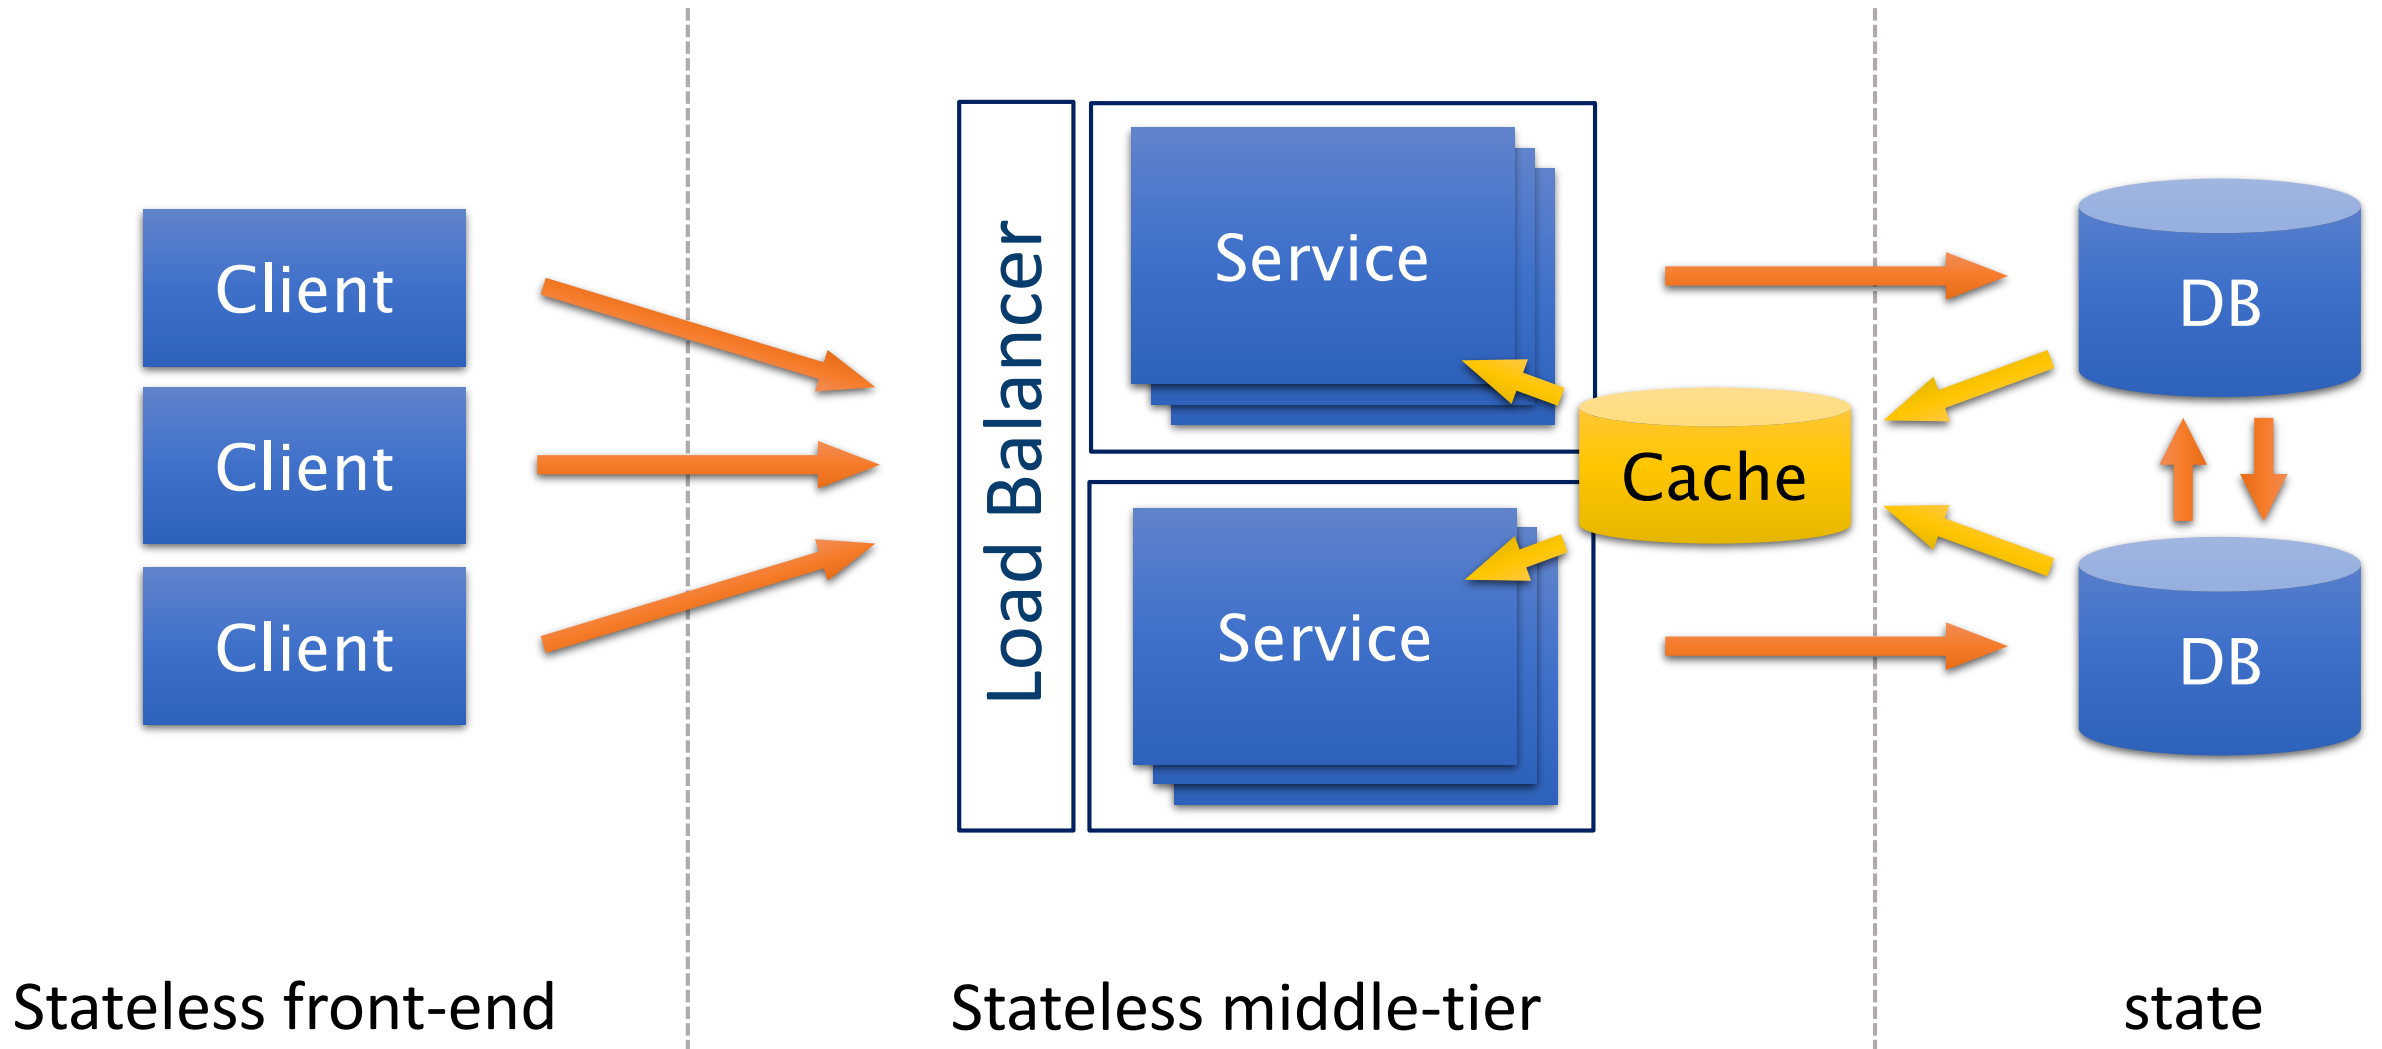 Client
Client
Client
Load Balancer
Service
Service
Cache
DB
DB
Stateless front-end
Stateless middle-tier
state